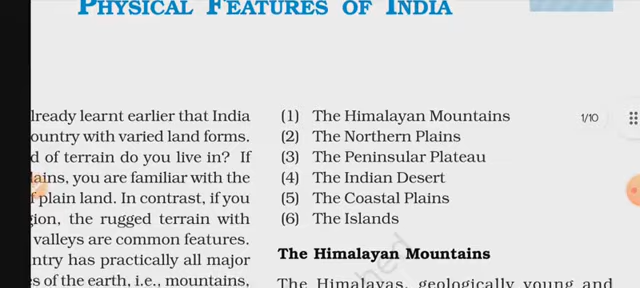 PHYSICAL FEATURES OF INDIA
lready learnt earlier that India
ountry with varied land forms.
d of terrain do you live in? If
lains, you are familiar with the
f plain land. In contrast, if you
gion, the rugged terrain with
valleys are common features.
ntry has practically all major
es of the earth, i.e., mountains,
(1) The Himalayan Mountains
(2) The Northern Plains
(3) The Peninsular Plateau
(4) The Indian Desert
(5) The Coastal Plains
(6) The Islands
The Himalayan Mountains
The Himalayas, geologically young and
1/10